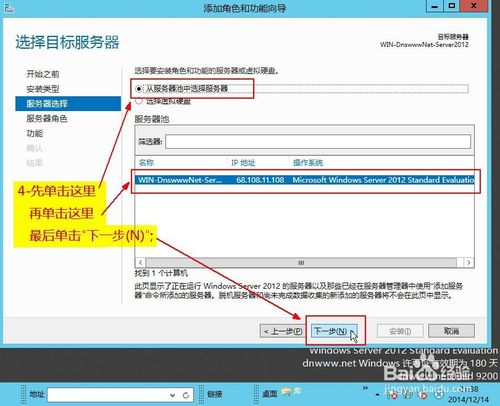 添加角色和功能向导
选择目标服务器
目标服务器
WIN-DnswwwNet-Server2012
开始之前
安装类型
服务器选择
服务器角色
功能
确认
结果
选择要安装角色和功能的服务器或虚拟硬盘。
从服务器池中选择服务器
选择虚拟硬盘
服务器池
筛选器:
名称 IP 地址 操作系统
WIN-DnswwwNet-Ser... 68.108.11.108 Microsoft Windows Server 2012 Standard Evaluatio
4-先单击这里
再单击这里
最后单击“下一步(N)”;
找到 1 个计算机
此页显示了正在运行 Windows Server 2012 的服务器以及那些已经在服务器管理器中使用"添加服务器"命令所添加的服务器。脱机服务器和尚未完成数据收集的新添加的服务器将不会在此页中显示。
< 上一步(P) 下一步(N) > 安装(I) 取消
Windows Server 2012 Standard Evaluation
dnwww.net Windows 许可证有效期为 180 天
9200
地址 链接 桌面 库
:38
2014/12/14
Baidu 经验
jingyan.baidu.com